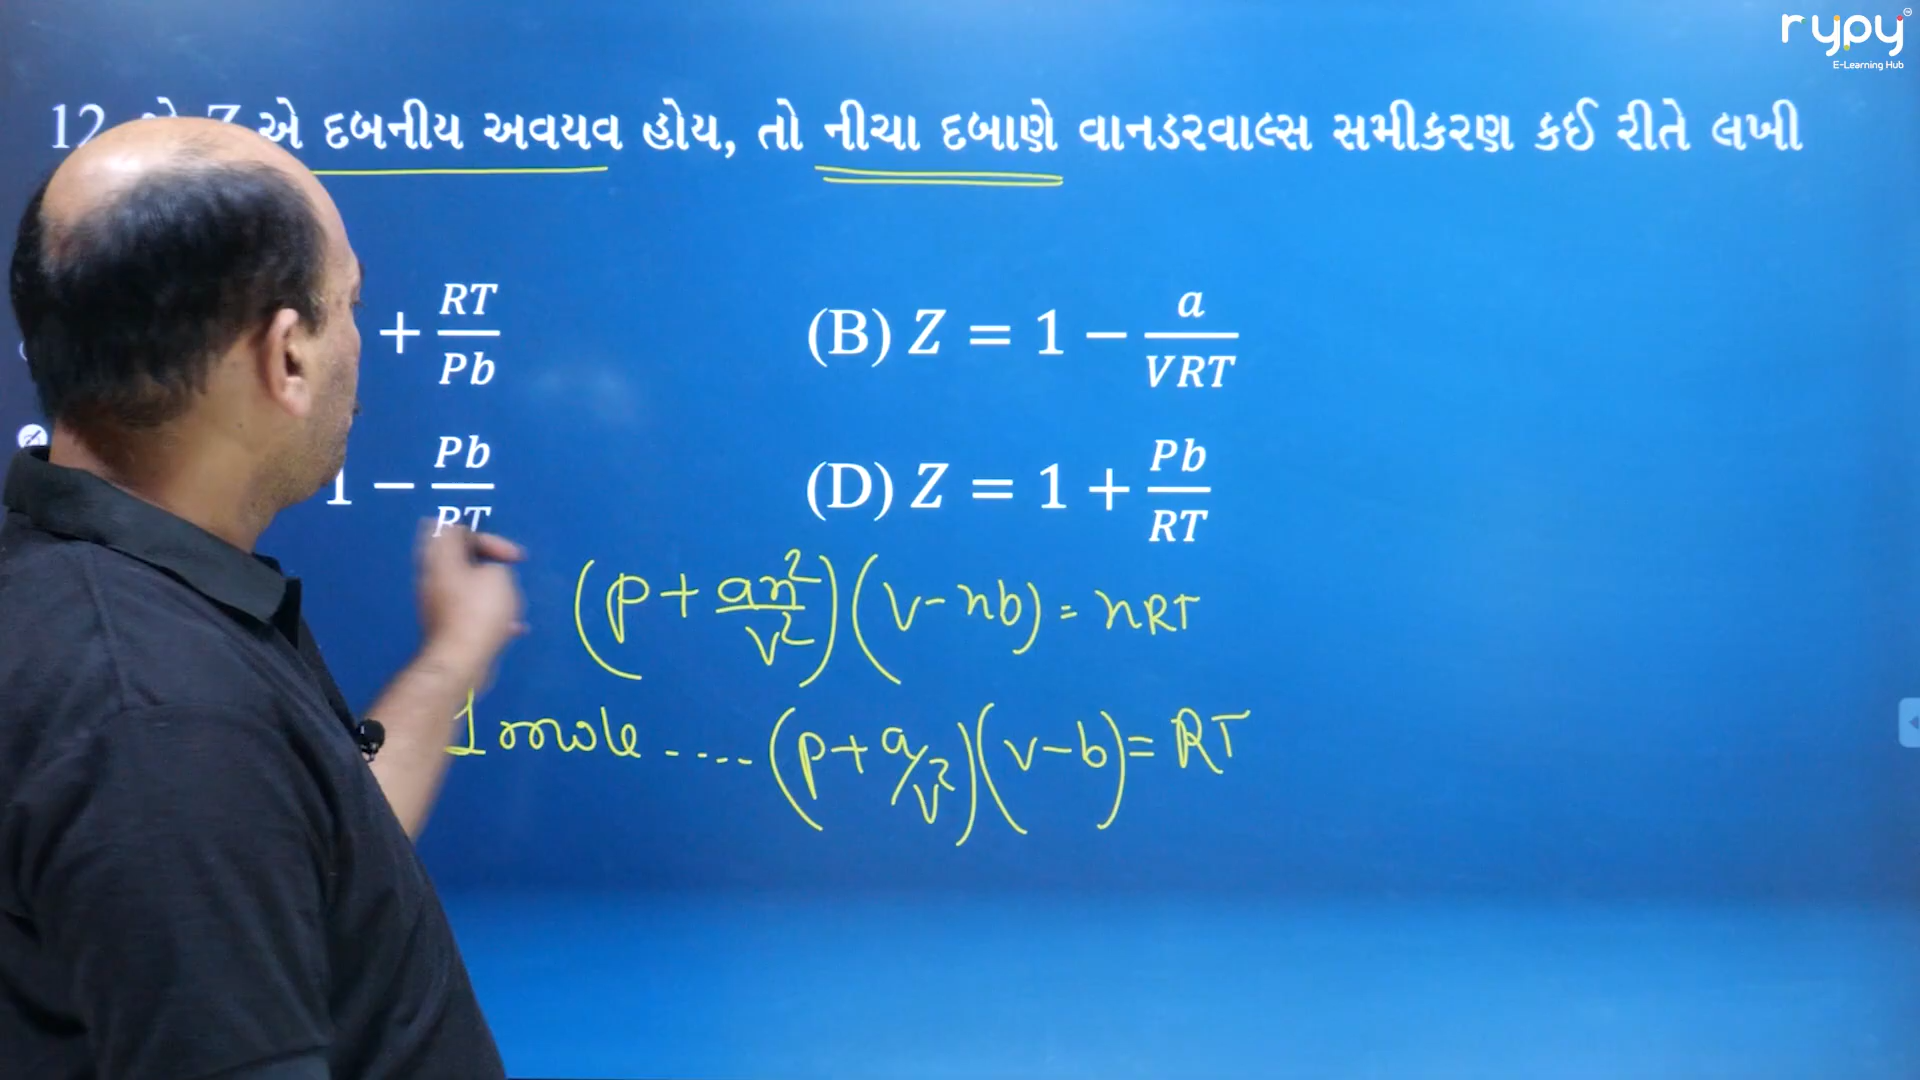 rypy
E-Learning Hub
12. એ દબનીય અવયવ હોય, તો નીચા દબાણે વાનડરવાલ્સ સમીકરણ કઈ રીતે લખી
+ RT/Pb
(B) Z = 1 − a/VRT
1 − Pb/RT
(D) Z = 1 + Pb/RT
(P + an²/V²)(V − nb) = nRT
1 mole .... (P + a/V²)(V − b) = RT